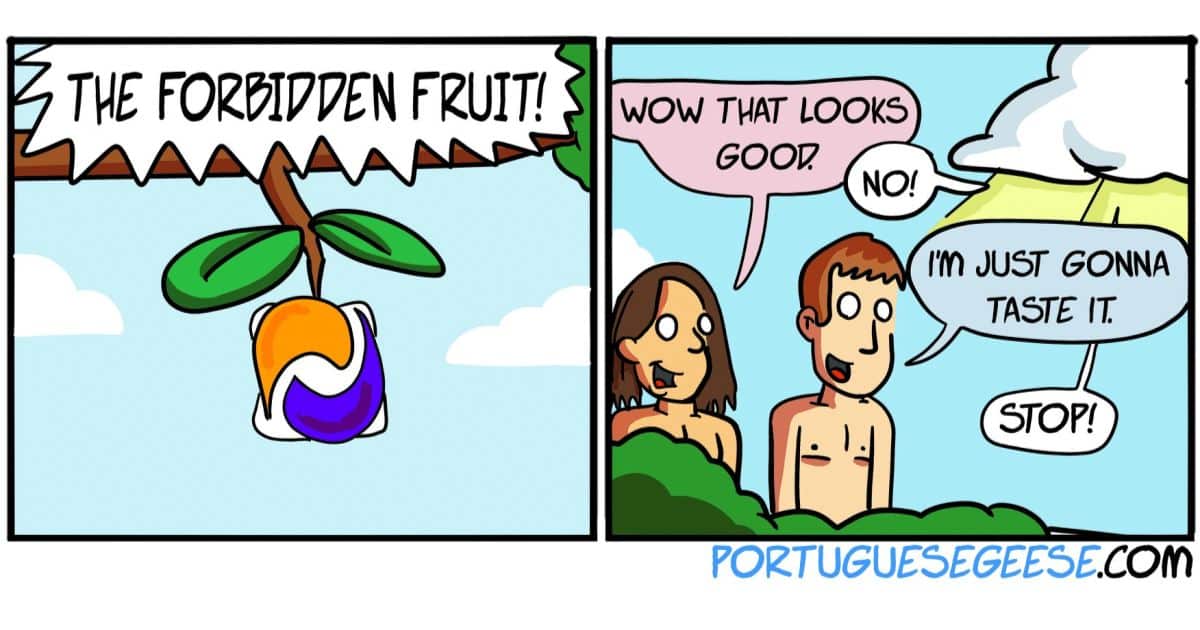 THE FORBIDDEN FRUIT!
WOW THAT LOOKS
GOOD.
NO!
I'M JUST GONNA
TASTE IT.
STOP!
PORTUGUESEGEESE.COM